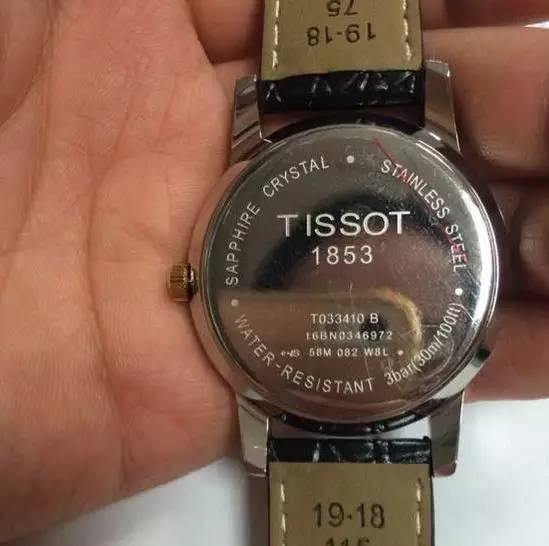 19-18
75
SAPPHIRE CRYSTAL • STAINLESS STEEL •
TISSOT
1853
T033410 B
16BN0346972
58M 082 W8L
WATER-RESISTANT 3bar(30m/100ft) •
19-18
115